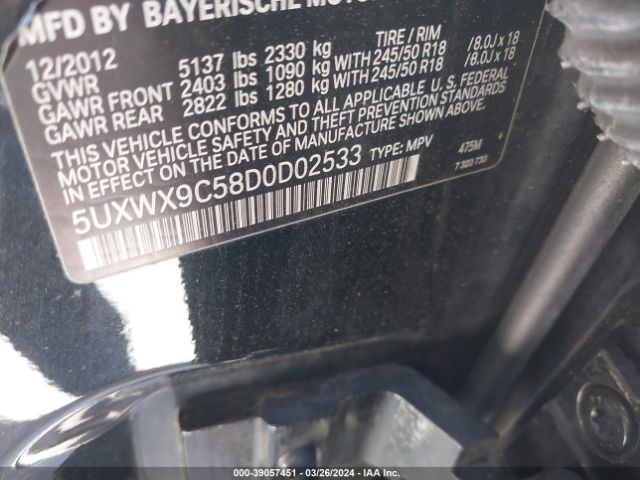 MFD BY BAYERISCHE MOTOR
12/2012
GVWR 5137 lbs 2330 kg TIRE / RIM
GAWR FRONT 2403 lbs 1090 kg WITH 245/50 R18 /8.0J x 18
GAWR REAR 2822 lbs 1280 kg WITH 245/50 R18 /8.0J x 18
THIS VEHICLE CONFORMS TO ALL APPLICABLE U.S. FEDERAL
MOTOR VEHICLE SAFETY AND THEFT PREVENTION STANDARDS
IN EFFECT ON THE DATE OF MANUFACTURE SHOWN ABOVE.
5UXWX9C58D0D02533 TYPE: MPV 475M
7 320 730
000-39057451 | 03/26/2024 | IAA Inc.